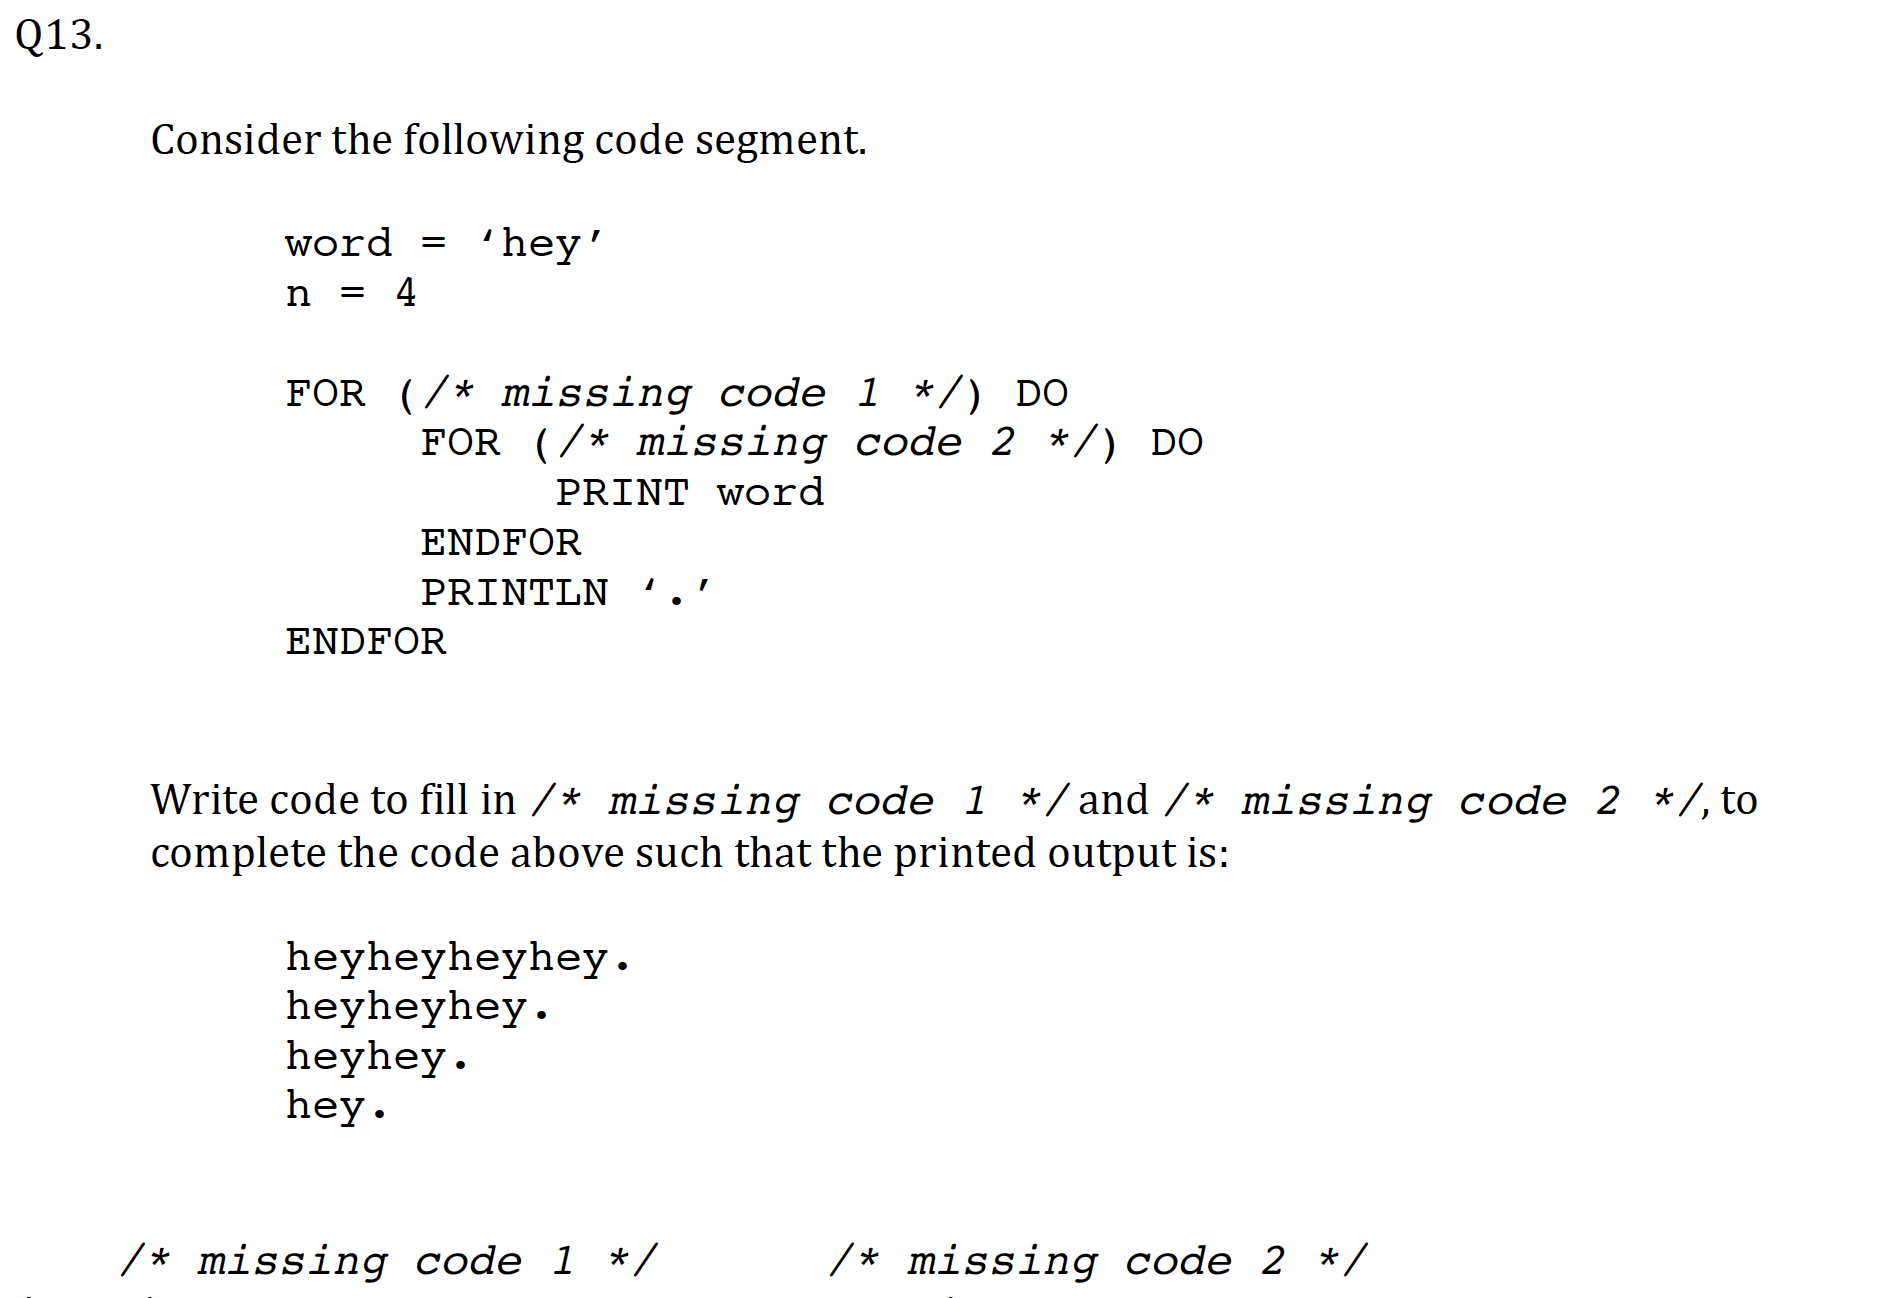 Q13.
Consider the following code segment.
word = ‘hey’
n = 4
FOR (/* missing code 1 */) DO
FOR (/* missing code 2 */) DO
PRINT word
ENDFOR
PRINTLN ‘.’
ENDFOR
Write code to fill in /* missing code 1 */ and /* missing code 2 */, to
complete the code above such that the printed output is:
heyheyheyhey.
heyheyhey.
heyhey.
hey.
/* missing code 1 */ /* missing code 2 */